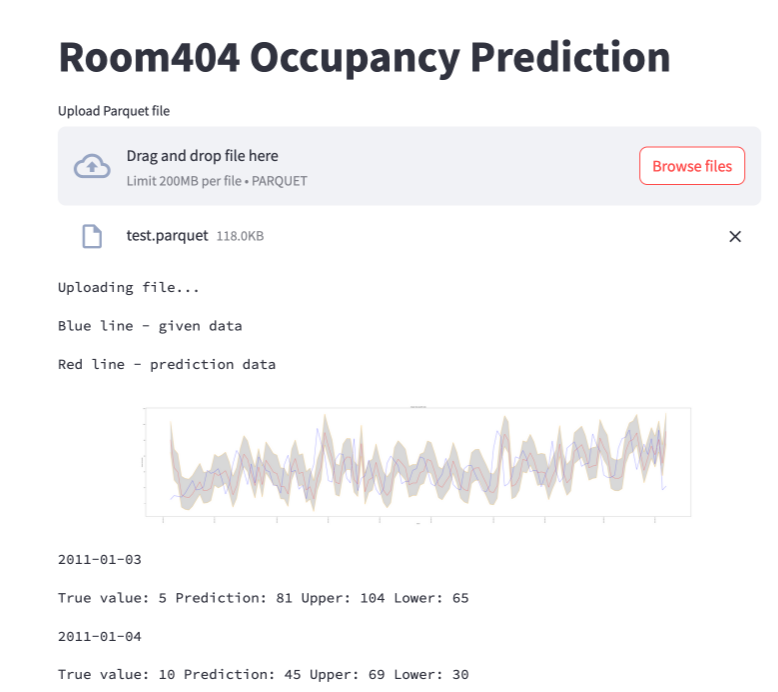 Room404 Occupancy Prediction
Upload Parquet file
Drag and drop file here
Limit 200MB per file • PARQUET
Browse files
test.parquet 118.0KB
Uploading file...
Blue line - given data
Red line - prediction data
2011-01-03
True value: 5 Prediction: 81 Upper: 104 Lower: 65
2011-01-04
True value: 10 Prediction: 45 Upper: 69 Lower: 30